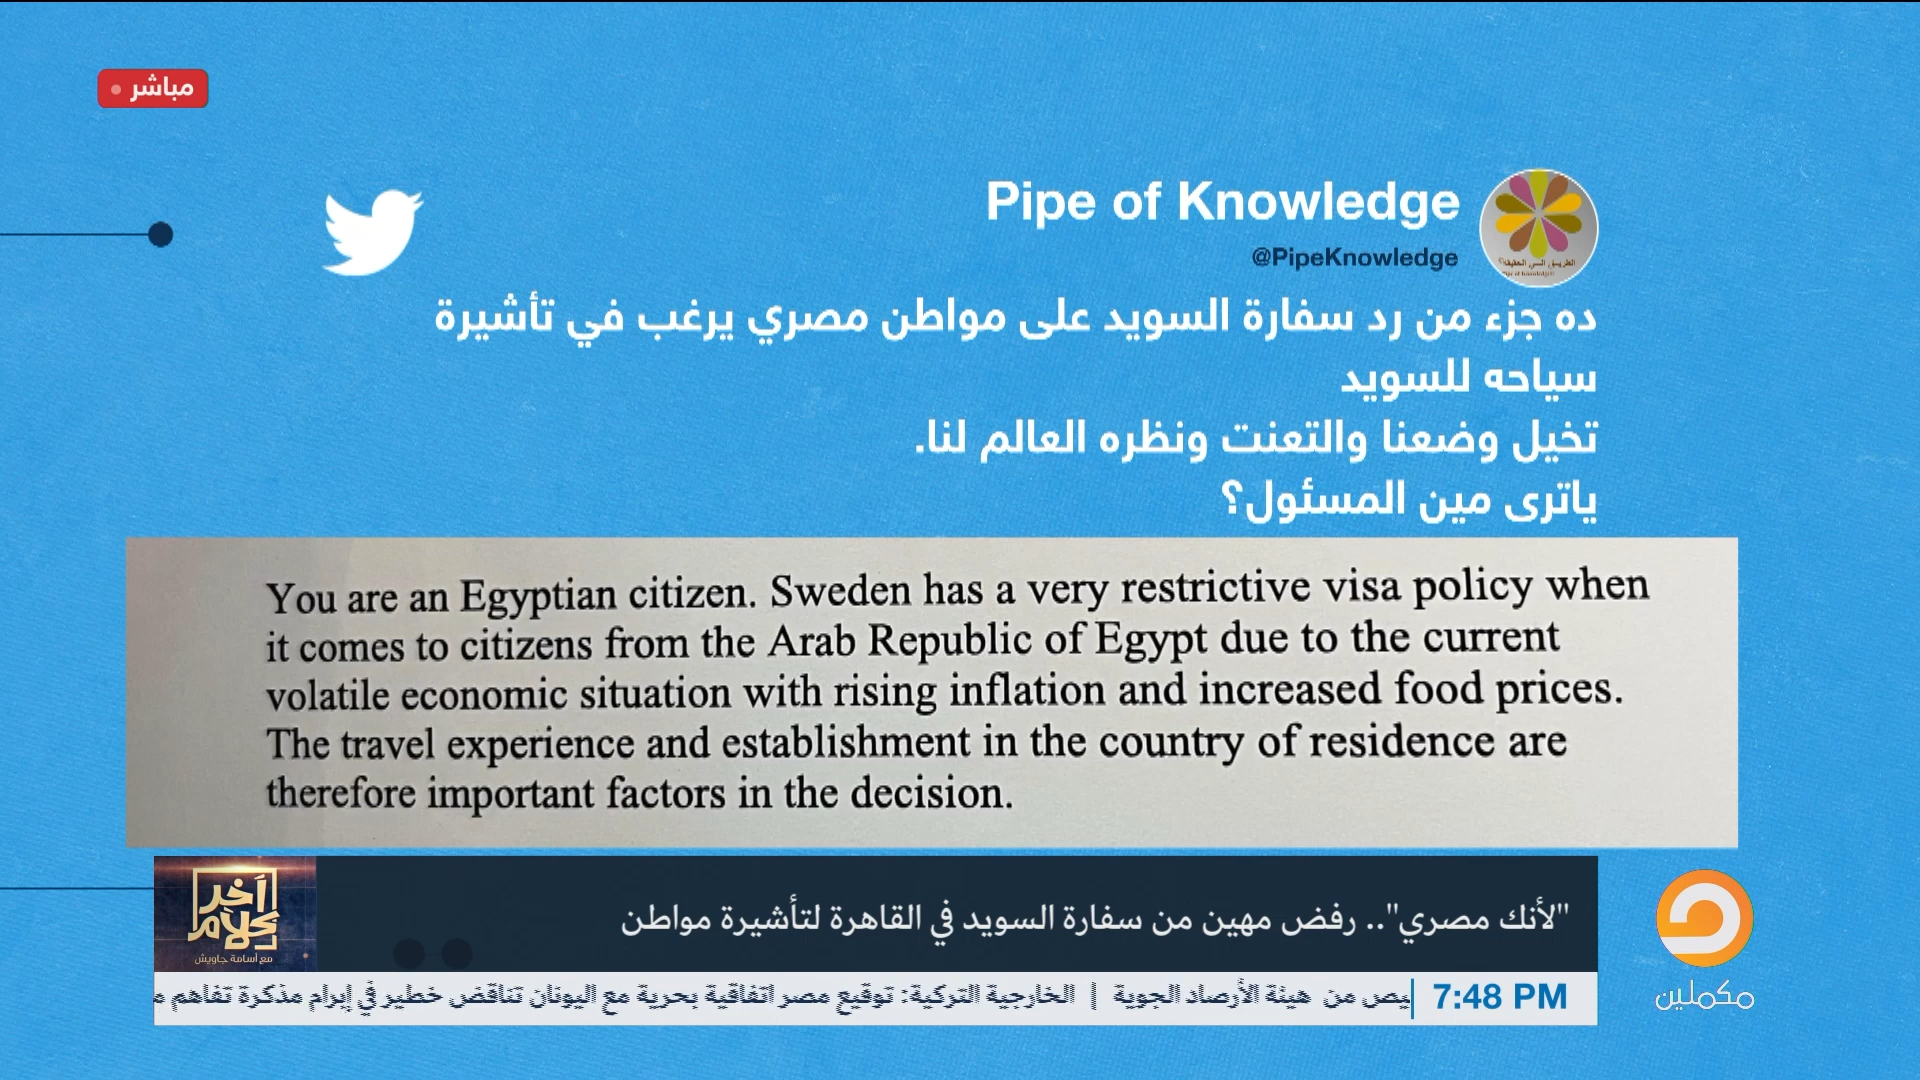 مباشر
Pipe of Knowledge
@PipeKnowledge
ده جزء من رد سفارة السويد على مواطن مصري يرغب في تأشيرة
سياحه للسويد
تخيل وضعنا والتعنت ونظره العالم لنا.
ياترى مين المسئول؟
You are an Egyptian citizen. Sweden has a very restrictive visa policy when
it comes to citizens from the Arab Republic of Egypt due to the current
volatile economic situation with rising inflation and increased food prices.
The travel experience and establishment in the country of residence are
therefore important factors in the decision.
"لأنك مصري".. رفض مهين من سفارة السويد في القاهرة لتأشيرة مواطن
آخر
كلام
مع أسامة جاويش
7:48 PM
يص من هيئة الأرصاد الجوية | الخارجية التركية: توقيع مصر اتفاقية بحرية مع اليونان تناقض خطير في إبرام مذكرة تفاهم م
مكملين